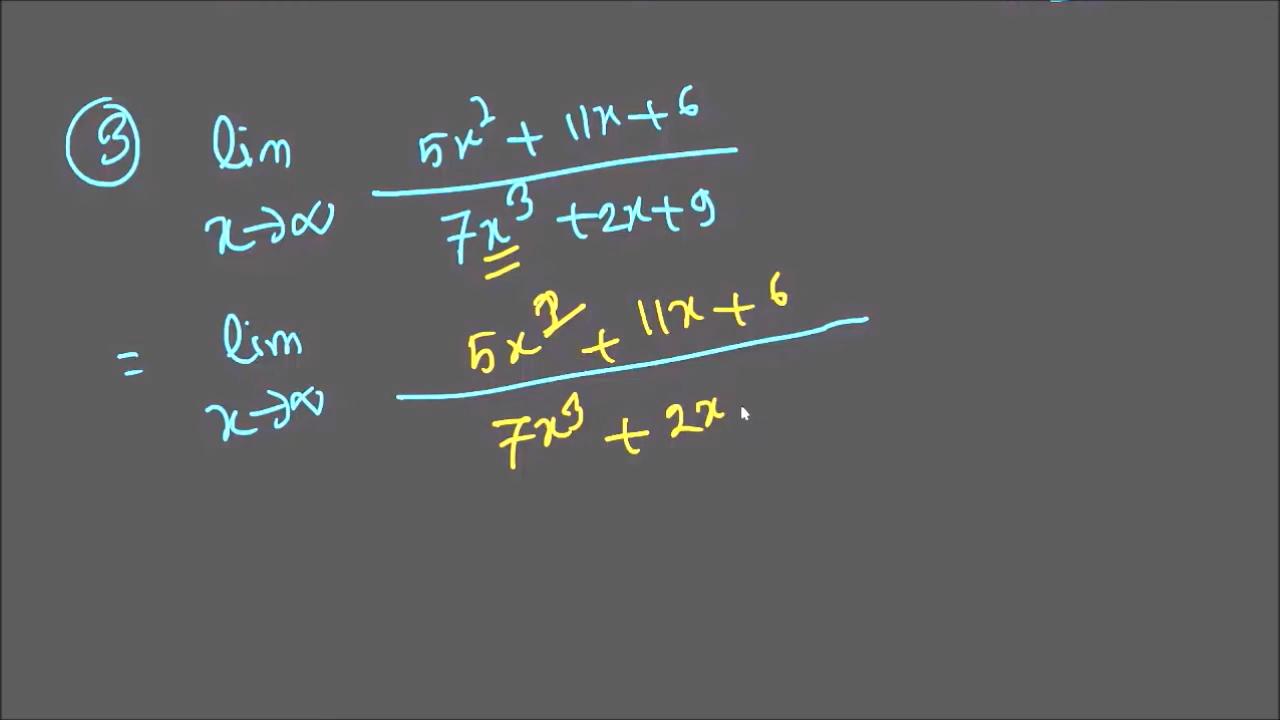 ③ lim 5x² + 11x + 6
x→∞ 7x³ + 2x + 9
= lim 5x² + 11x + 6
x→∞ 7x³ + 2x